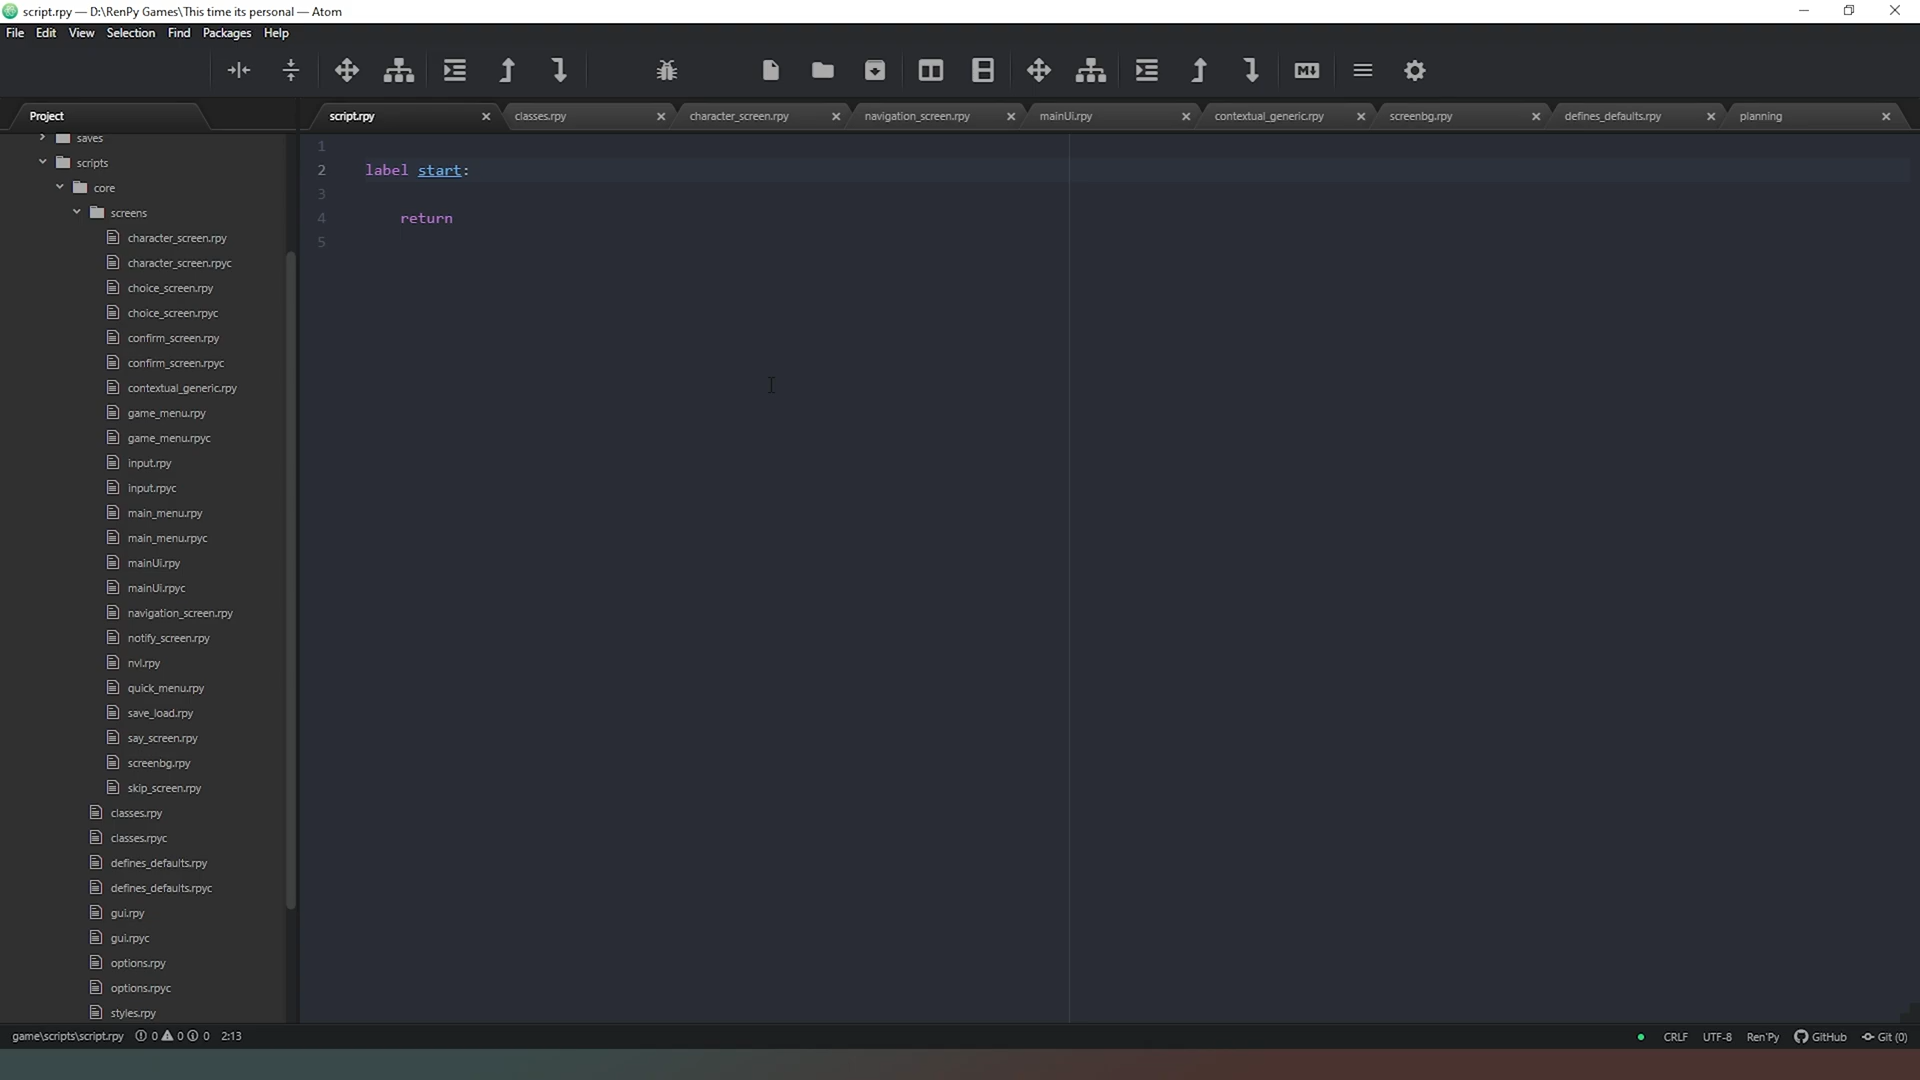 script.rpy — D:\RenPy Games\This time its personal — Atom
File Edit View Selection Find Packages Help
Project
script.rpy classes.rpy character_screen.rpy navigation_screen.rpy mainUi.rpy contextual_generic.rpy screenbg.rpy defines_defaults.rpy planning
saves
scripts
core
screens
character_screen.rpy
character_screen.rpyc
choice_screen.rpy
choice_screen.rpyc
confirm_screen.rpy
confirm_screen.rpyc
contextual_generic.rpy
game_menu.rpy
game_menu.rpyc
input.rpy
input.rpyc
main_menu.rpy
main_menu.rpyc
mainUi.rpy
mainUi.rpyc
navigation_screen.rpy
notify_screen.rpy
nvl.rpy
quick_menu.rpy
save_load.rpy
say_screen.rpy
screenbg.rpy
skip_screen.rpy
classes.rpy
classes.rpyc
defines_defaults.rpy
defines_defaults.rpyc
gui.rpy
gui.rpyc
options.rpy
options.rpyc
styles.rpy
1
2 label start:
3
4 return
5
game\scripts\script.rpy 0 0 0 2:13
CRLF UTF-8 Ren'Py GitHub Git (0)